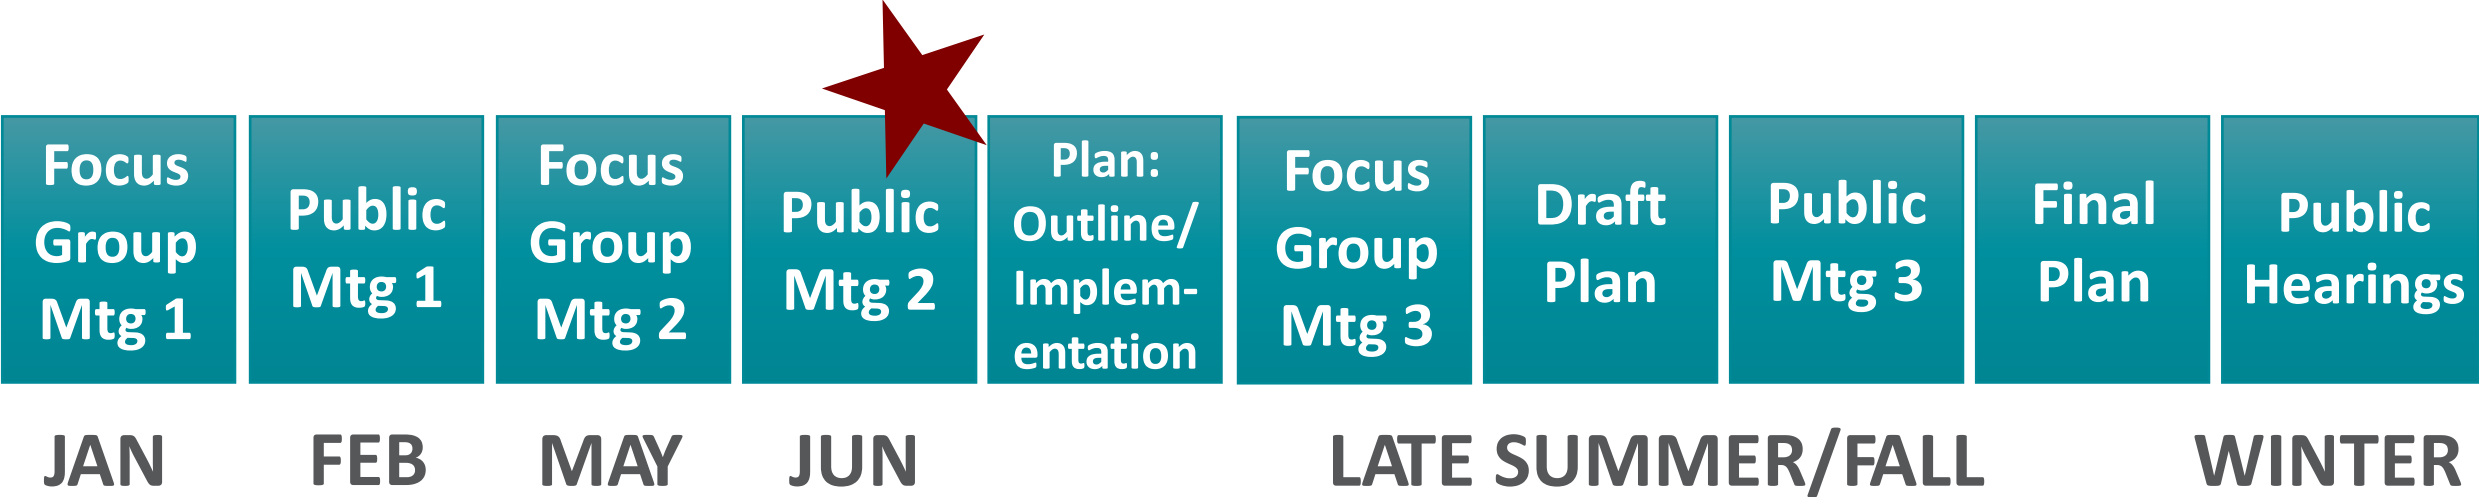 Focus
Group
Mtg 1
Public
Mtg 1
Focus
Group
Mtg 2
Public
Mtg 2
Plan:
Outline/
Implem-
entation
Focus
Group
Mtg 3
Draft
Plan
Public
Mtg 3
Final
Plan
Public
Hearings
JAN
FEB
MAY
JUN
LATE SUMMER/FALL
WINTER